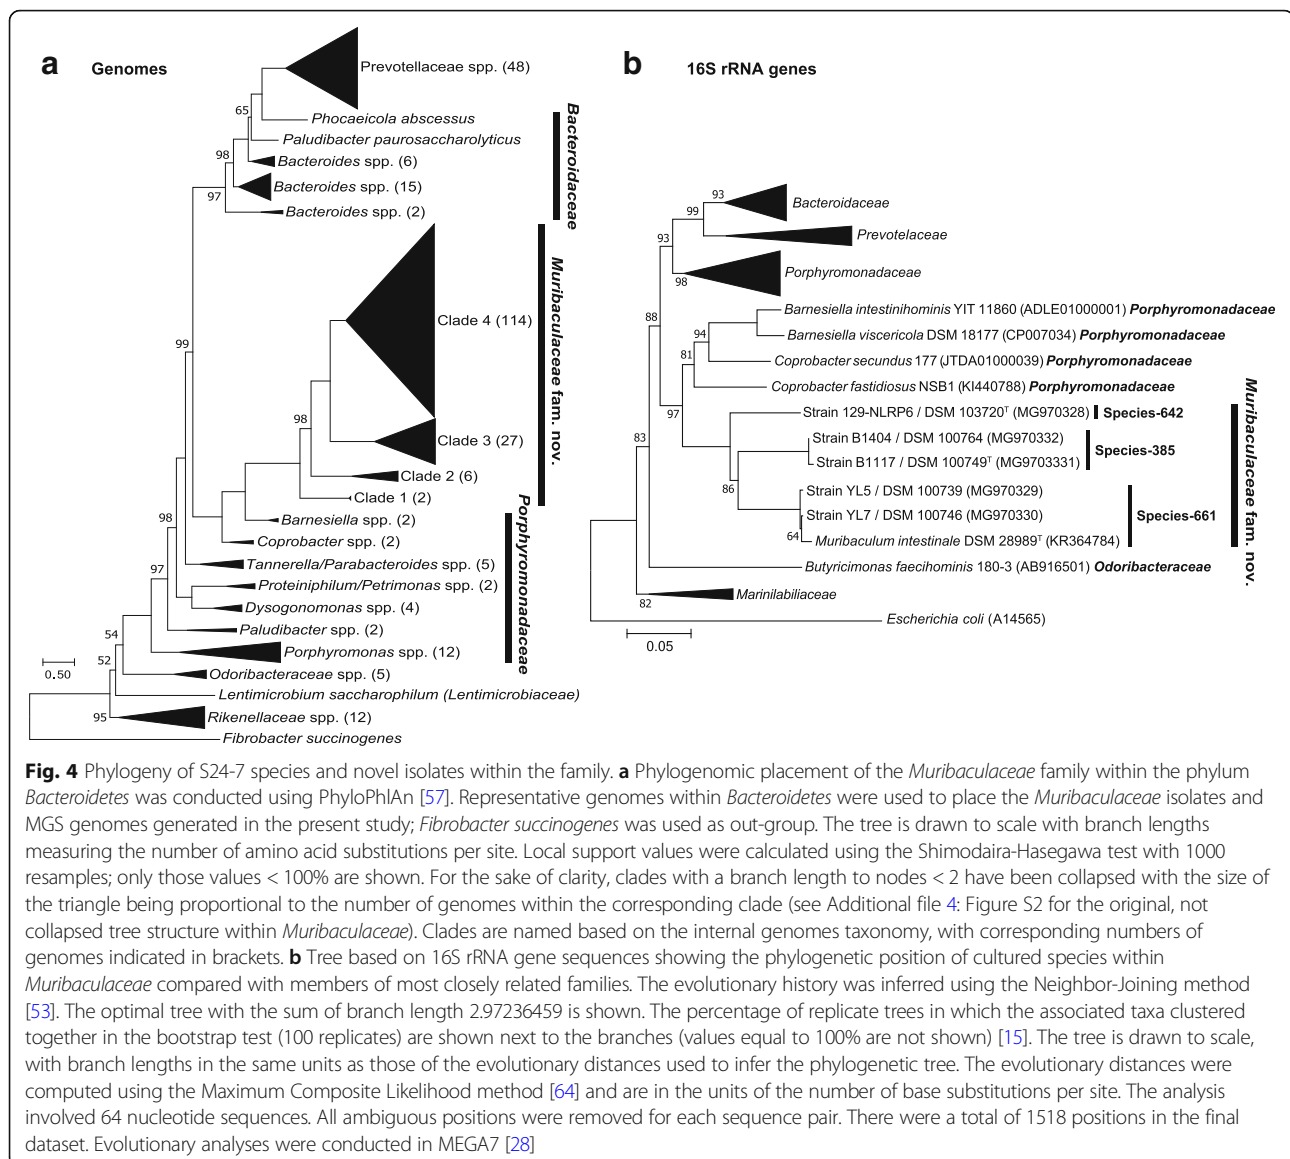 a Genomes
Prevotellaceae spp. (48)
65
Phocaeicola abscessus
Paludibacter paurosaccharolyticus
98
Bacteroides spp. (6)
Bacteroides spp. (15)
97
Bacteroides spp. (2)
Bacteroidaceae
Clade 4 (114)
99
98
Clade 3 (27)
Clade 2 (6)
Clade 1 (2)
Muribaculaceae fam. nov.
Barnesiella spp. (2)
98
Coprobacter spp. (2)
Tannerella/Parabacteroides spp. (5)
97
Proteiniphilum/Petrimonas spp. (2)
Dysogonomonas spp. (4)
Paludibacter spp. (2)
54
Porphyromonas spp. (12)
Porphyromonadaceae
52
0.50
Odoribacteraceae spp. (5)
Lentimicrobium saccharophilum (Lentimicrobiaceae)
95
Rikenellaceae spp. (12)
Fibrobacter succinogenes
b 16S rRNA genes
93
Bacteroidaceae
99
Prevotelaceae
93
98
Porphyromonadaceae
88
Barnesiella intestinihominis YIT 11860 (ADLE01000001) Porphyromonadaceae
94
Barnesiella viscericola DSM 18177 (CP007034) Porphyromonadaceae
81
Coprobacter secundus 177 (JTDA01000039) Porphyromonadaceae
Coprobacter fastidiosus NSB1 (KI440788) Porphyromonadaceae
97
Strain 129-NLRP6 / DSM 103720ᵀ (MG970328) Species-642
83
Strain B1404 / DSM 100764 (MG970332)
Species-385
Strain B1117 / DSM 100749ᵀ (MG9703331)
86
Strain YL5 / DSM 100739 (MG970329)
Strain YL7 / DSM 100746 (MG970330)
Species-661
64
Muribaculum intestinale DSM 28989ᵀ (KR364784)
Muribaculaceae fam. nov.
Butyricimonas faecihominis 180-3 (AB916501) Odoribacteraceae
82
Marinilabiliaceae
Escherichia coli (A14565)
0.05
Fig. 4 Phylogeny of S24-7 species and novel isolates within the family. a Phylogenomic placement of the Muribaculaceae family within the phylum
Bacteroidetes was conducted using PhyloPhlAn [57]. Representative genomes within Bacteroidetes were used to place the Muribaculaceae isolates and
MGS genomes generated in the present study; Fibrobacter succinogenes was used as out-group. The tree is drawn to scale with branch lengths
measuring the number of amino acid substitutions per site. Local support values were calculated using the Shimodaira-Hasegawa test with 1000
resamples; only those values < 100% are shown. For the sake of clarity, clades with a branch length to nodes < 2 have been collapsed with the size of
the triangle being proportional to the number of genomes within the corresponding clade (see Additional file 4: Figure S2 for the original, not
collapsed tree structure within Muribaculaceae). Clades are named based on the internal genomes taxonomy, with corresponding numbers of
genomes indicated in brackets. b Tree based on 16S rRNA gene sequences showing the phylogenetic position of cultured species within
Muribaculaceae compared with members of most closely related families. The evolutionary history was inferred using the Neighbor-Joining method
[53]. The optimal tree with the sum of branch length 2.97236459 is shown. The percentage of replicate trees in which the associated taxa clustered
together in the bootstrap test (100 replicates) are shown next to the branches (values equal to 100% are not shown) [15]. The tree is drawn to scale,
with branch lengths in the same units as those of the evolutionary distances used to infer the phylogenetic tree. The evolutionary distances were
computed using the Maximum Composite Likelihood method [64] and are in the units of the number of base substitutions per site. The analysis
involved 64 nucleotide sequences. All ambiguous positions were removed for each sequence pair. There were a total of 1518 positions in the final
dataset. Evolutionary analyses were conducted in MEGA7 [28]